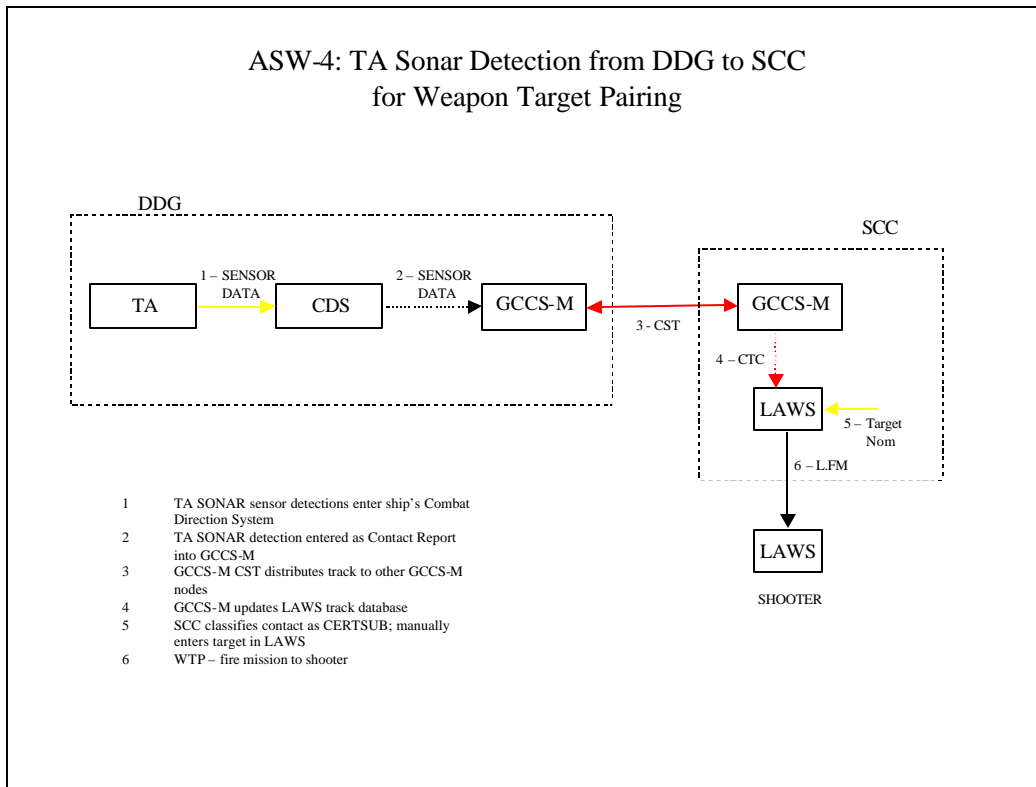 ASW-4: TA Sonar Detection from DDG to SCC
for Weapon Target Pairing
DDG
SCC
1 – SENSOR
DATA
2 – SENSOR
DATA
TA
CDS
GCCS-M
GCCS-M
3 - CST
4 – CTC
LAWS
5 – Target
Nom
6 – L.FM
LAWS
SHOOTER
1 TA SONAR sensor detections enter ship's Combat
Direction System
2 TA SONAR detection entered as Contact Report
into GCCS-M
3 GCCS-M CST distributes track to other GCCS-M
nodes
4 GCCS-M updates LAWS track database
5 SCC classifies contact as CERTSUB; manually
enters target in LAWS
6 WTP – fire mission to shooter